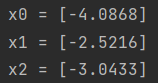 x0 = [-4.0868]
x1 = [-2.5216]
x2 = [-3.0433]